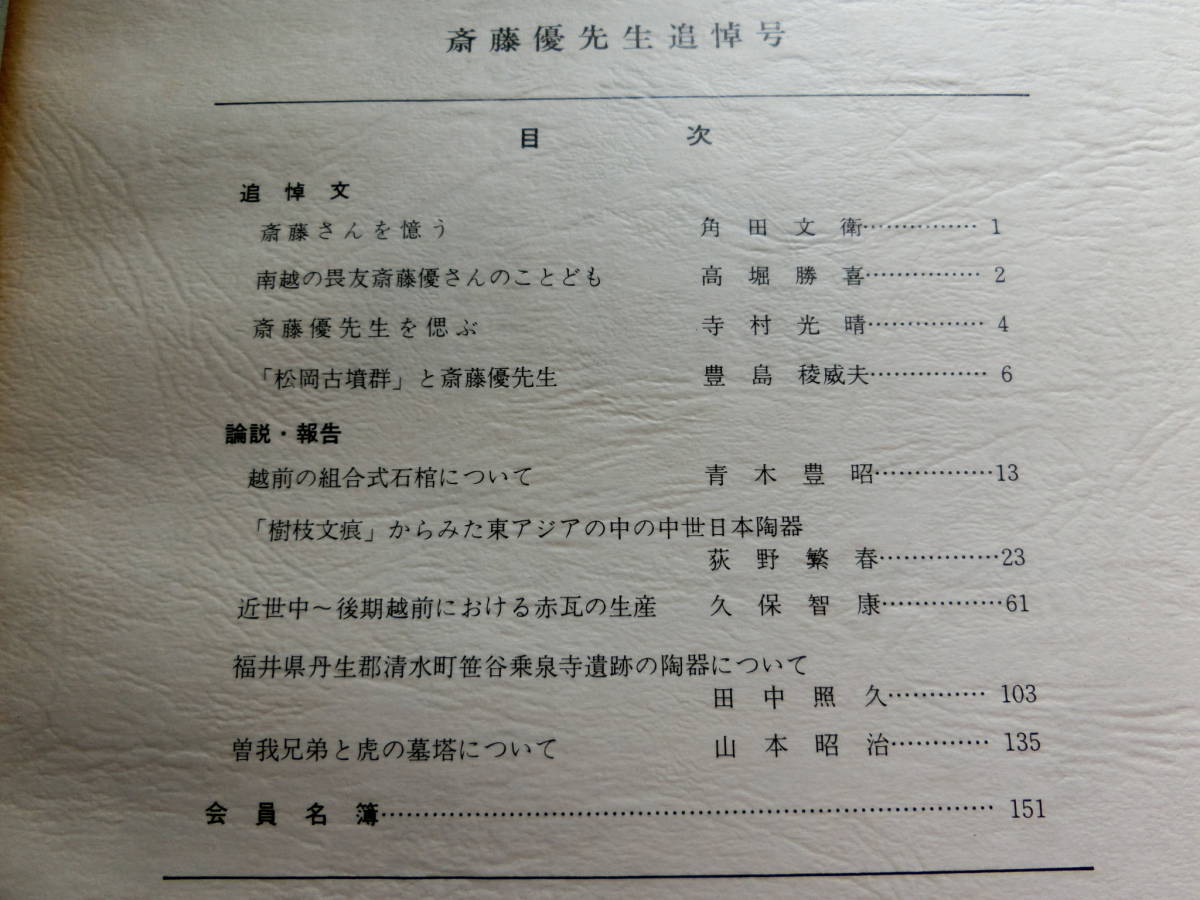 斎藤優先生追悼号
目次
追悼文
斎藤さんを憶う 角田文衛…………… 1
南越の畏友斎藤優さんのことども 高堀勝喜…………… 2
斎藤優先生を偲ぶ 寺村光晴…………… 4
「松岡古墳群」と斎藤優先生 豊島稜威夫…………… 6
論説・報告
越前の組合式石棺について 青木豊昭……………13
「樹枝文痕」からみた東アジアの中の中世日本陶器
荻野繁春……………23
近世中~後期越前における赤瓦の生産 久保智康……………61
福井県丹生郡清水町笹谷乗泉寺遺跡の陶器について
田中照久………… 103
曽我兄弟と虎の墓塔について 山本昭治………… 135
会員名簿…………………………………………………………… 151